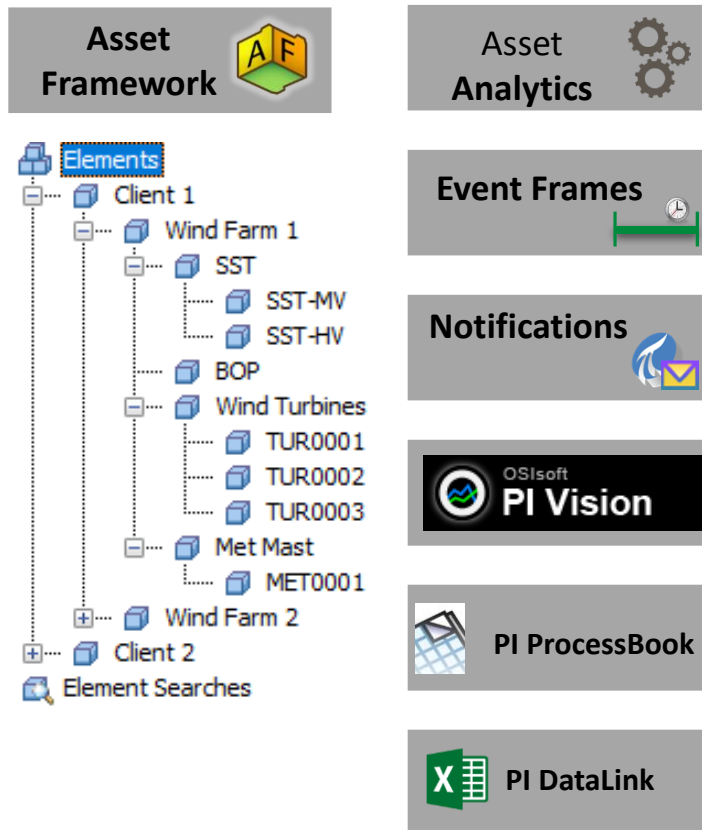 Asset
Framework
AF
Elements
Client 1
Wind Farm 1
SST
SST-MV
SST-HV
BOP
Wind Turbines
TUR0001
TUR0002
TUR0003
Met Mast
MET0001
Wind Farm 2
Client 2
Element Searches
Asset
Analytics
Event Frames
Notifications
OSIsoft
PI Vision
PI ProcessBook
X
PI DataLink